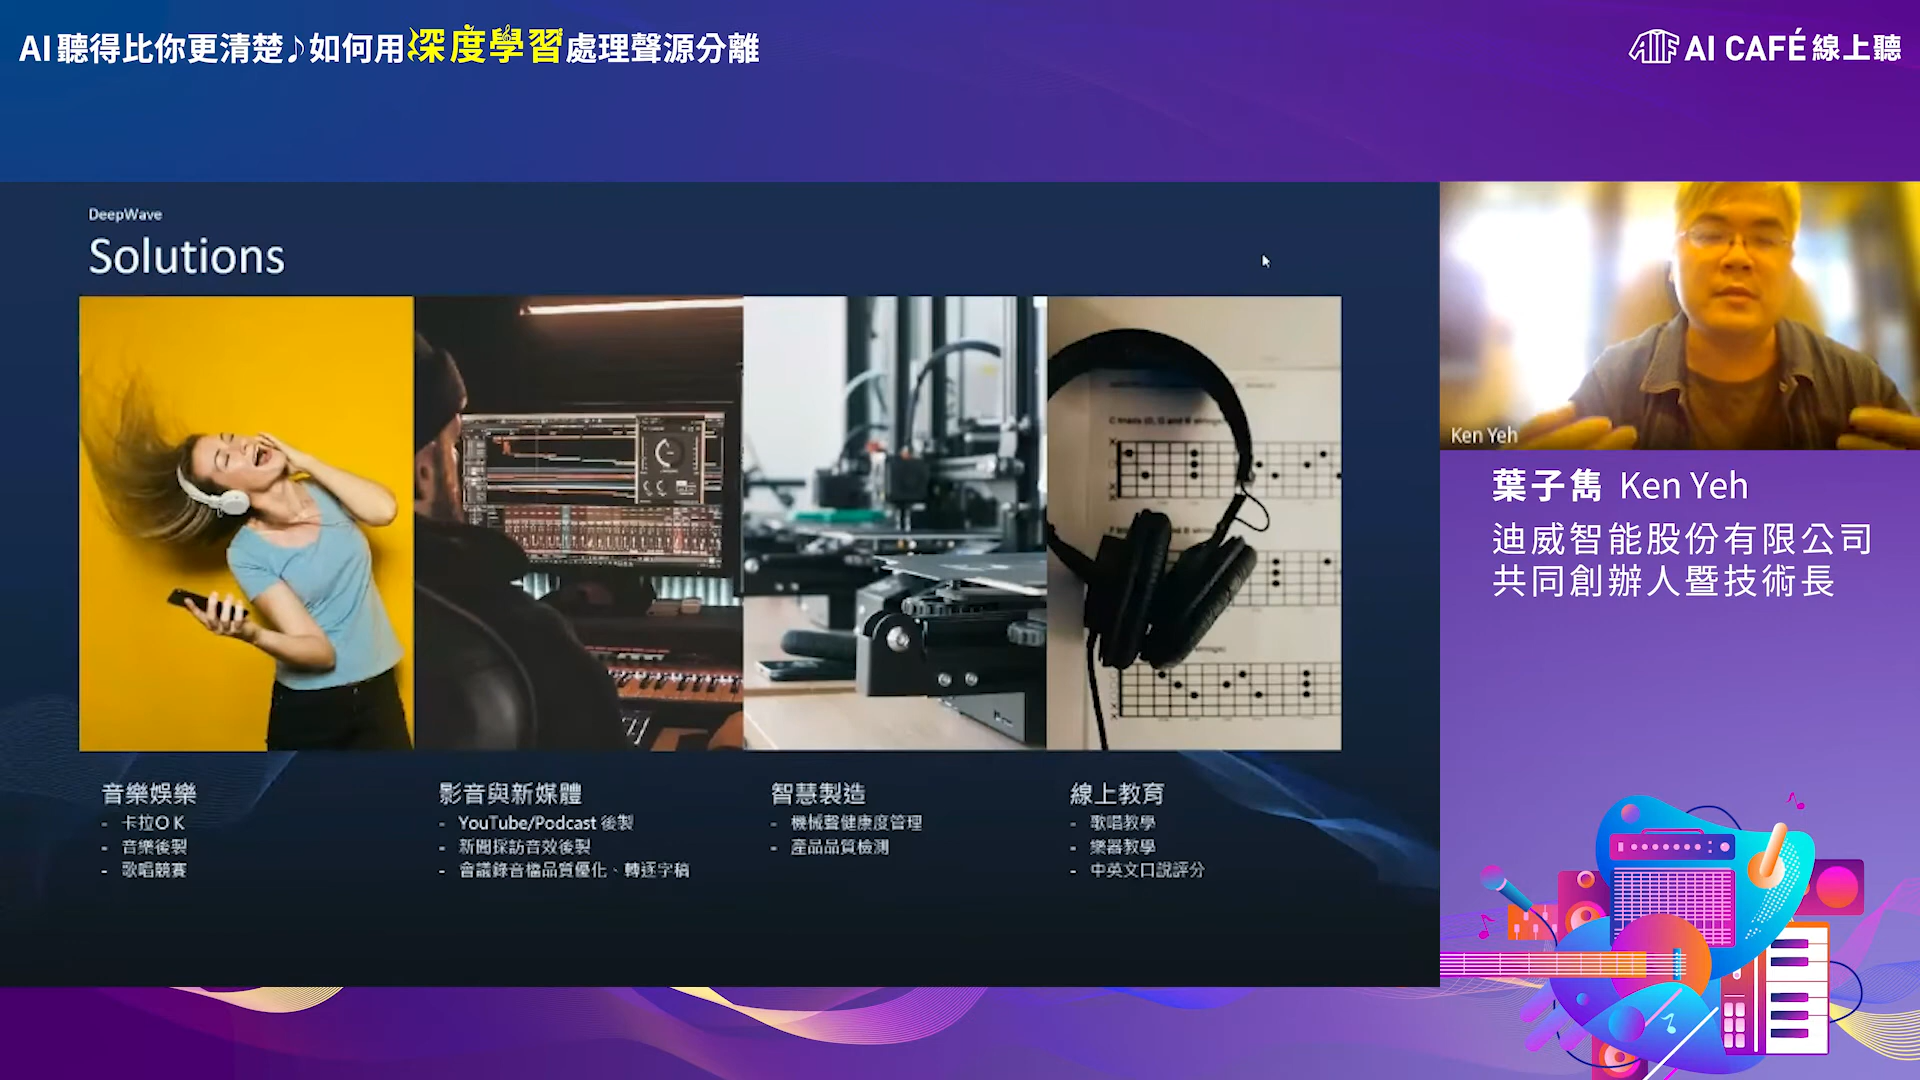 AI聽得比你更清楚♪如何用深度學習處理聲源分離
AIF AI CAFÉ 線上聽
DeepWave
Solutions
音樂娛樂
- 卡拉OK
- 音樂後製
- 歌唱競賽
影音與新媒體
- YouTube/Podcast 後製
- 新聞採訪音效後製
- 會議錄音檔品質優化、轉逐字稿
智慧製造
- 機械聲健康度管理
- 產品品質檢測
線上教育
- 歌唱教學
- 樂器教學
- 中英文口說評分
Ken Yeh
葉子雋 Ken Yeh
迪威智能股份有限公司
共同創辦人暨技術長